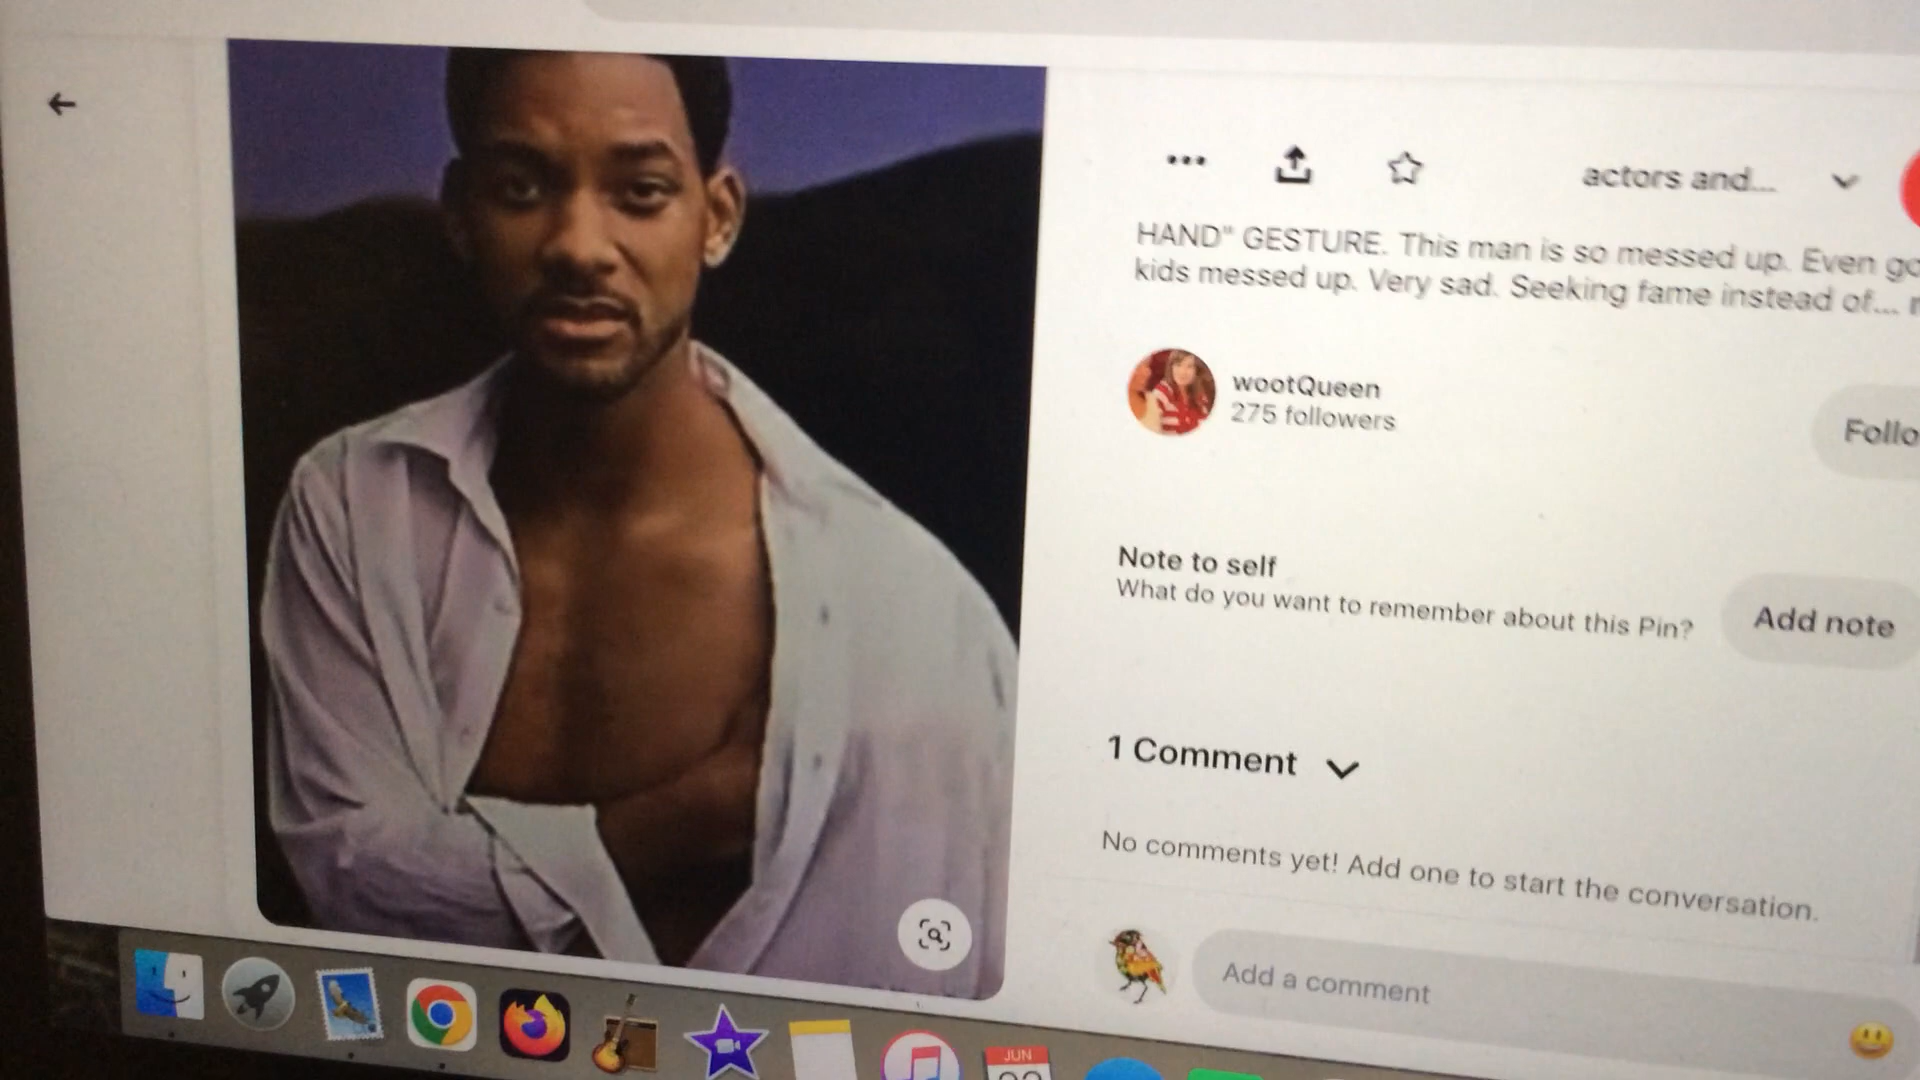 actors and...
HAND" GESTURE. This man is so messed up. Even go
kids messed up. Very sad. Seeking fame instead of...
wootQueen
275 followers
Follo
Note to self
What do you want to remember about this Pin?
Add note
1 Comment
No comments yet! Add one to start the conversation.
Add a comment
JUN